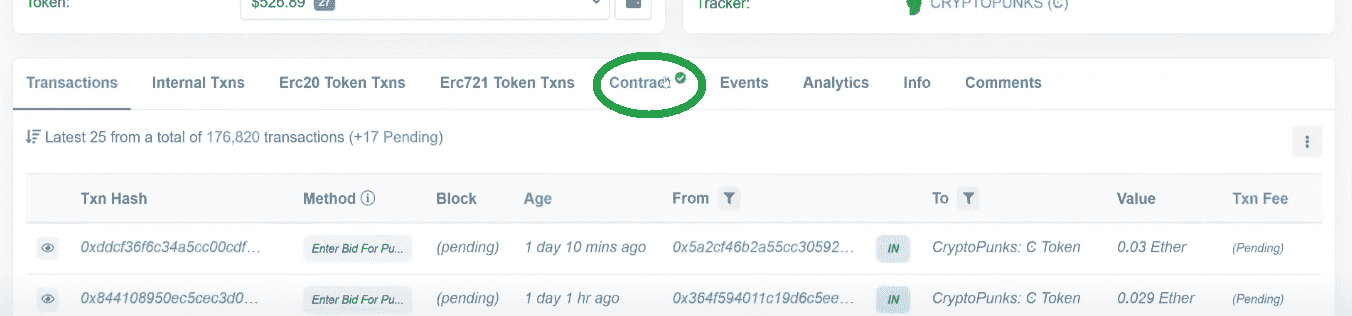 Token:
$526.89 27
Tracker:
CRYPTOPUNKS (Ͼ)
Transactions Internal Txns Erc20 Token Txns Erc721 Token Txns Contract Events Analytics Info Comments
Latest 25 from a total of 176,820 transactions (+17 Pending)
Txn Hash Method Block Age From To Value Txn Fee
0xddcf36f6c34a5cc00cdf... Enter Bid For Pu... (pending) 1 day 10 mins ago 0x5a2cf46b2a55cc30592... IN CryptoPunks: Ͼ Token 0.03 Ether (Pending)
0x844108950ec5cec3d0... Enter Bid For Pu... (pending) 1 day 1 hr ago 0x364f594011c19d6c5ee... IN CryptoPunks: Ͼ Token 0.029 Ether (Pending)